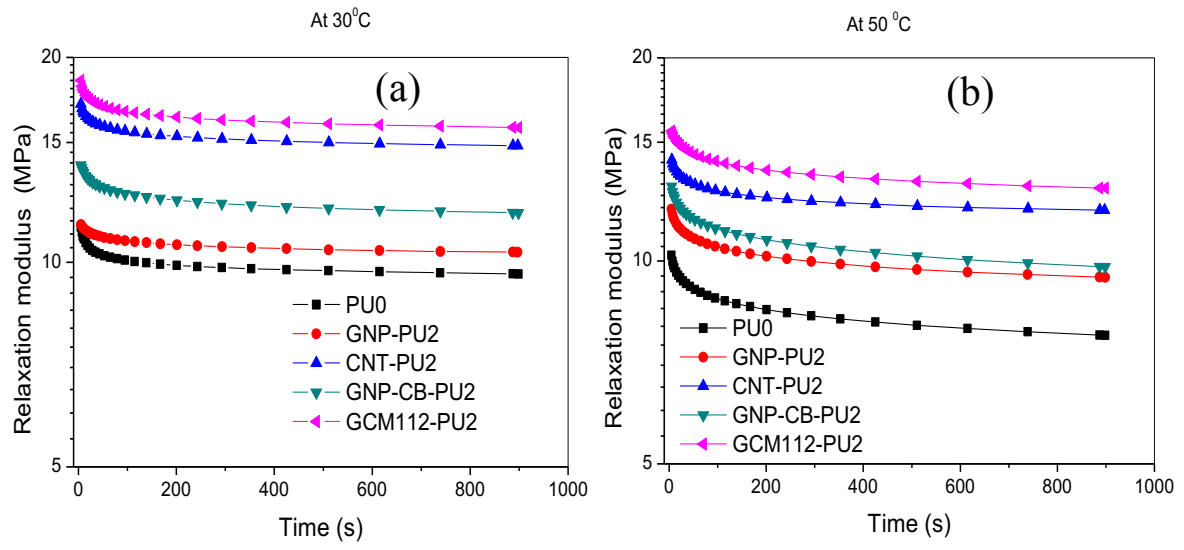 At 30⁰C
(a)
20
15
10
5
Relaxation modulus (MPa)
PU0
GNP-PU2
CNT-PU2
GNP-CB-PU2
GCM112-PU2
0 200 400 600 800 1000
Time (s)
At 50 ⁰C
(b)
20
15
10
5
Relaxation modulus (MPa)
PU0
GNP-PU2
CNT-PU2
GNP-CB-PU2
GCM112-PU2
0 200 400 600 800 1000
Time (s)